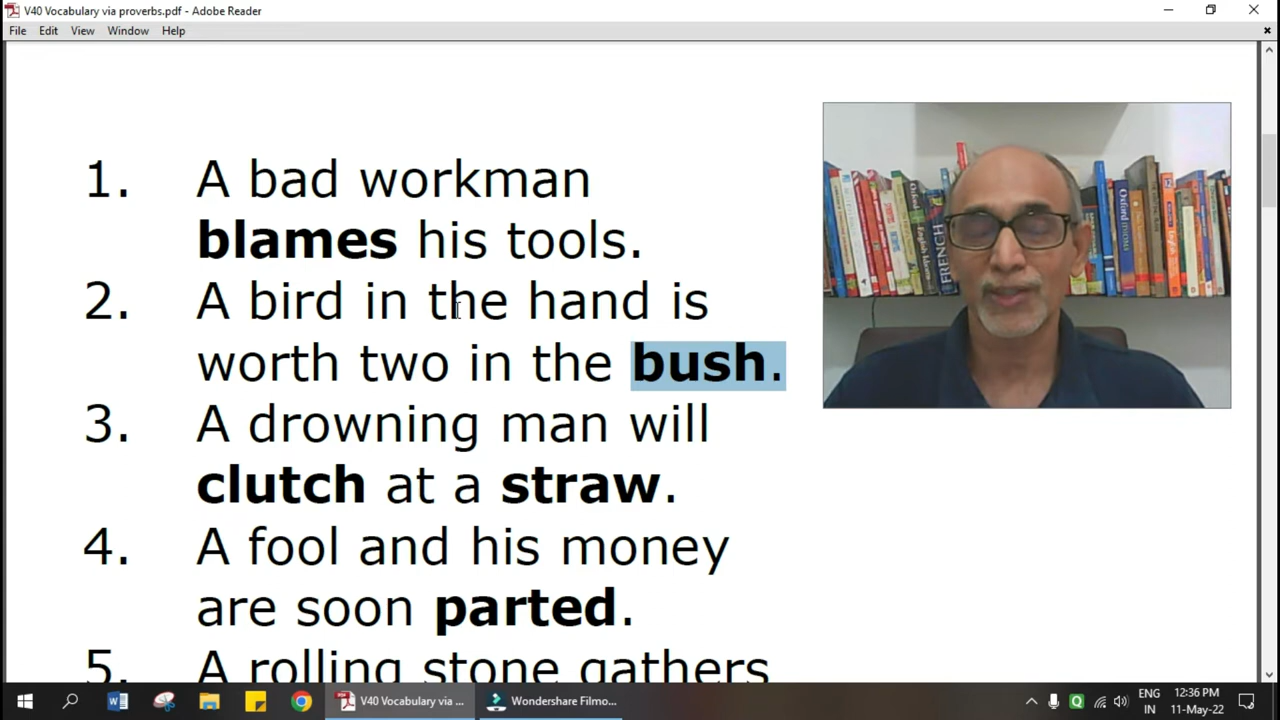 V40 Vocabulary via proverbs.pdf - Adobe Reader
File Edit View Window Help
1. A bad workman
blames his tools.
2. A bird in the hand is
worth two in the bush.
3. A drowning man will
clutch at a straw.
4. A fool and his money
are soon parted.
5. A rolling stone gathers
FRENCH
Oxford
V40 Vocabulary via ...
Wondershare Filmo...
ENG
IN
12:36 PM
11-May-22